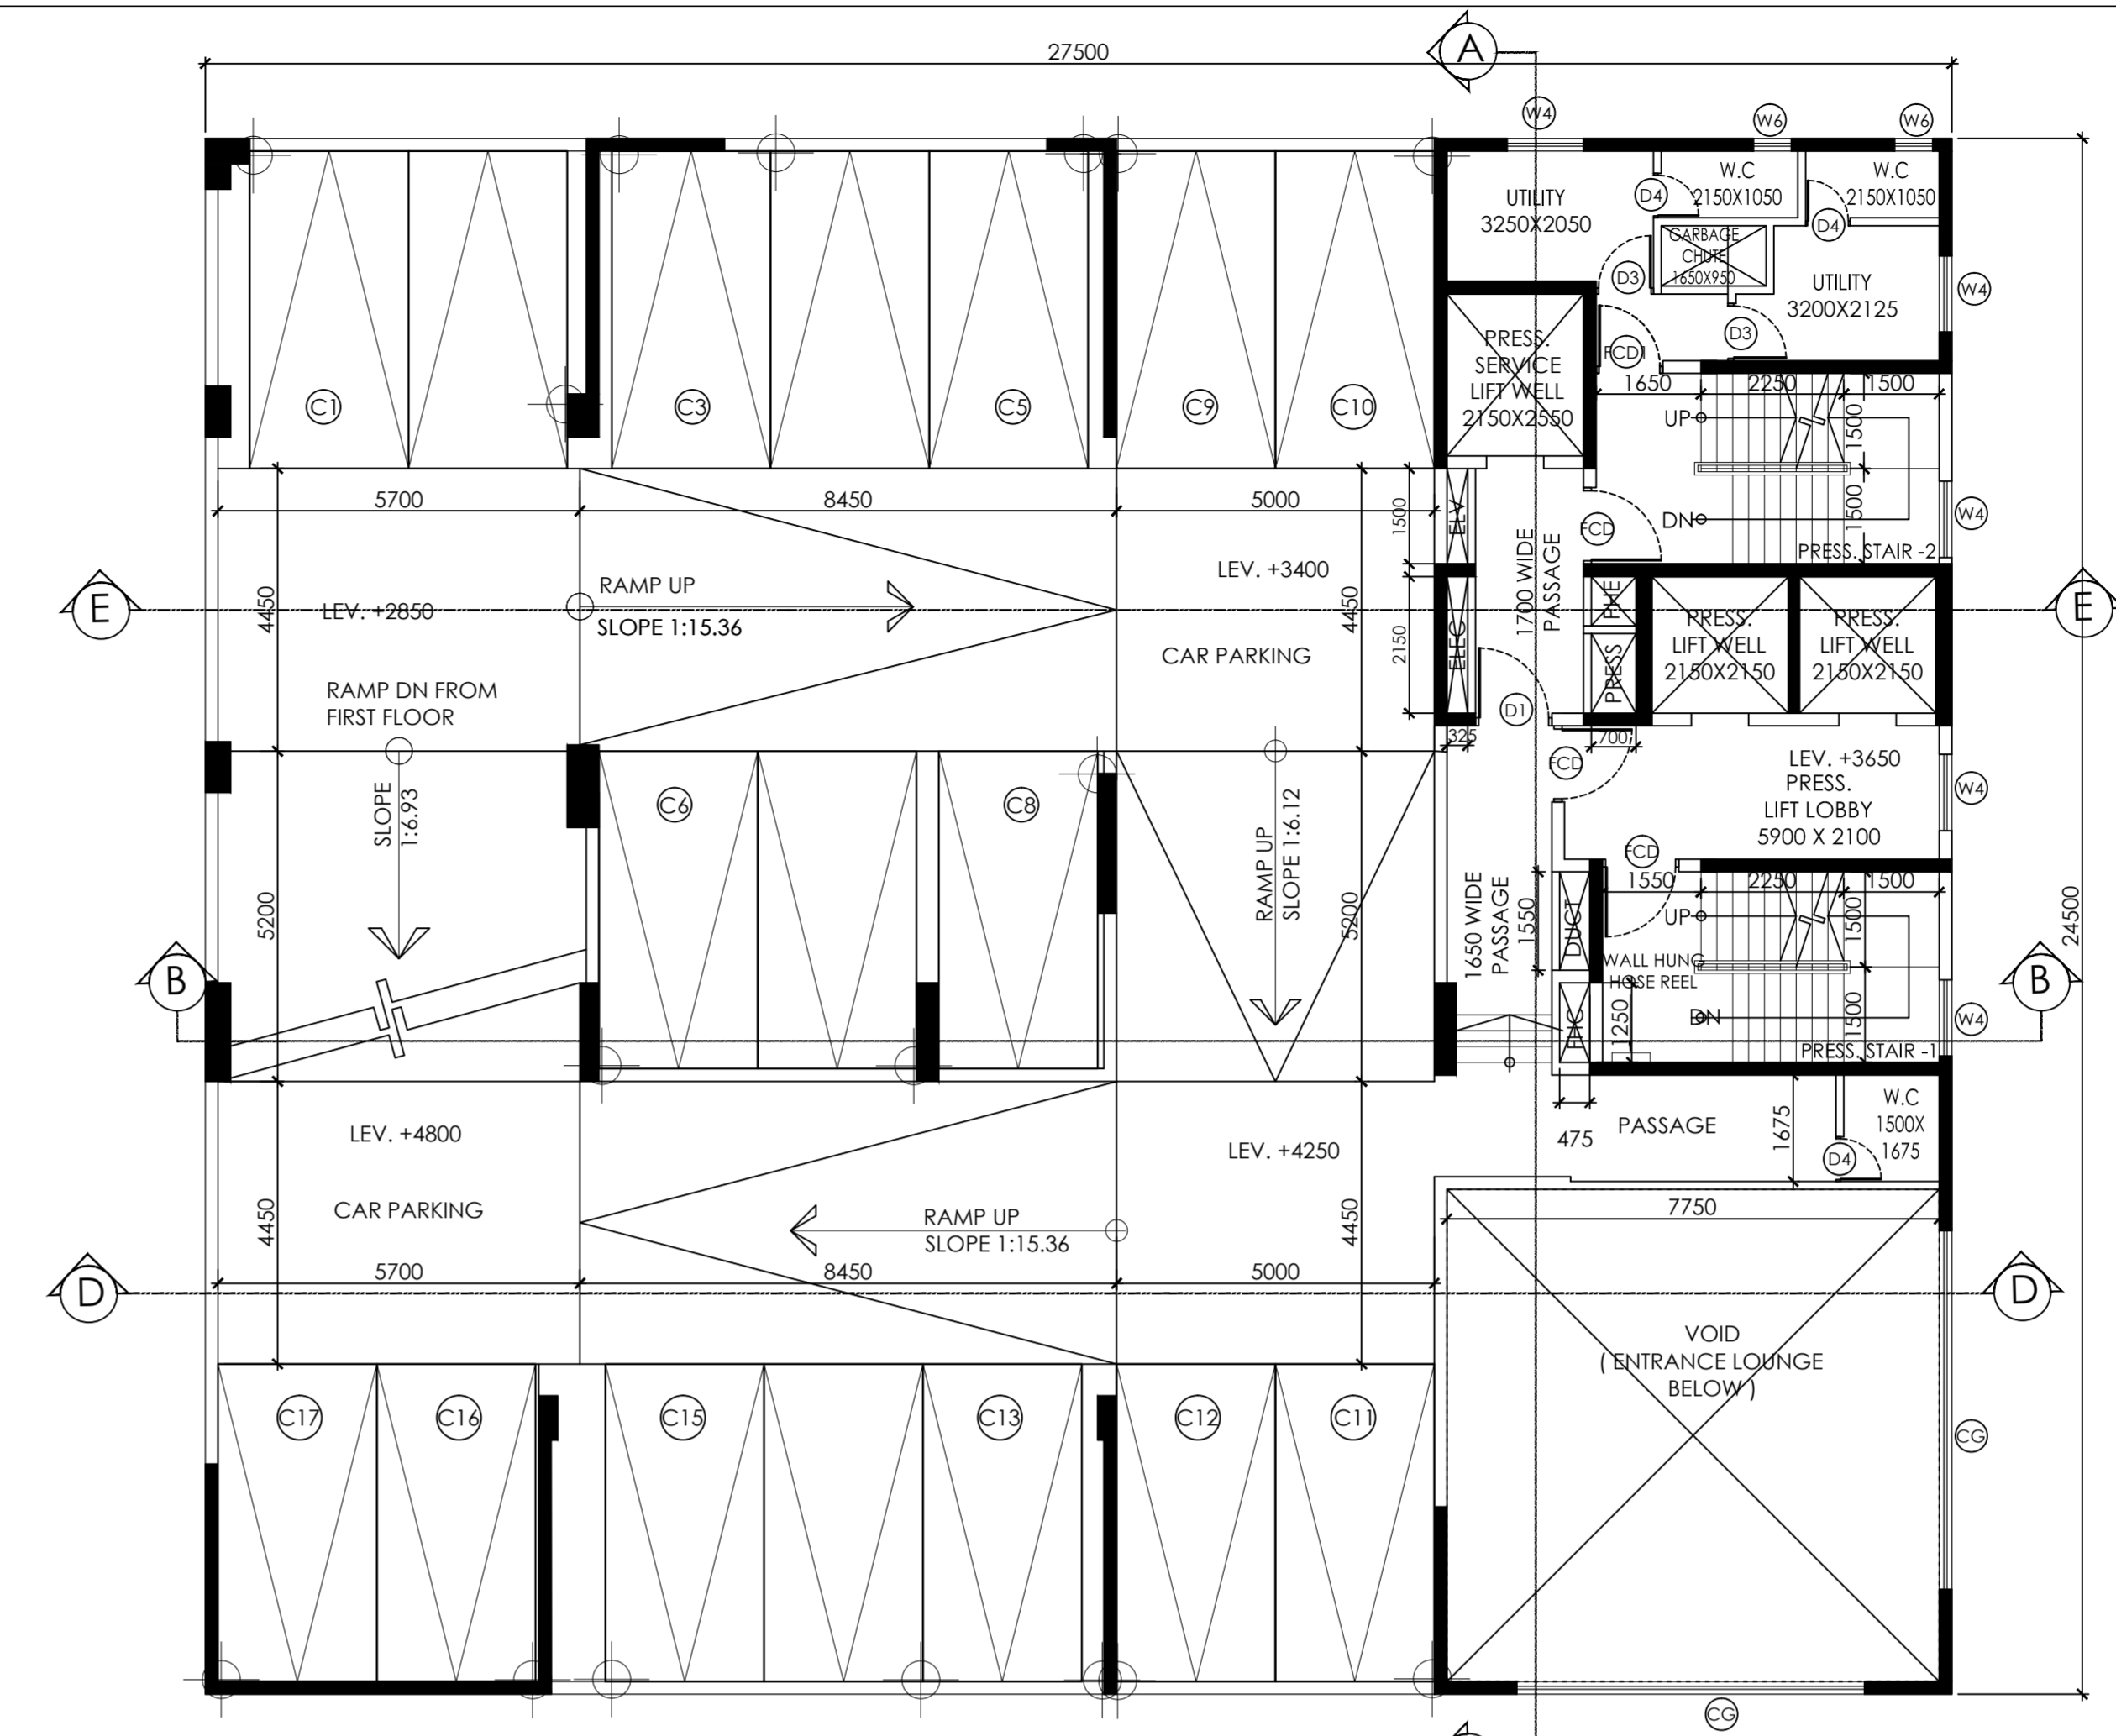 27500
A
W4
W6
W6
UTILITY
3250X2050
D4
W.C
2150X1050
W.C
2150X1050
D4
GARBAGE
CHUTE
1650X950
D3
UTILITY
3200X2125
W4
D3
FCD1
PRESS.
SERVICE
LIFT WELL
2150X2550
1650
2250
1500
C1
C3
C5
C9
C10
UP
1500
1500
DN
PRESS. STAIR -2
W4
FCD
5700
8450
5000
1500
ELV
1700 WIDE
PASSAGE
4450
LEV. +2850
RAMP UP
SLOPE 1:15.36
LEV. +3400
4450
CAR PARKING
E
E
2150
ELEC
PRESS
PRESS.
LIFT WELL
2150X2150
PRESS.
LIFT WELL
2150X2150
RAMP DN FROM
FIRST FLOOR
D1
325
700
FCD
LEV. +3650
PRESS.
LIFT LOBBY
5900 X 2100
W4
SLOPE
1:6.93
C6
C8
RAMP UP
SLOPE 1:6.12
5200
5200
1650 WIDE
PASSAGE
1550
FCD
1550
2250
1500
DUCT
UP
1500
WALL HUNG
HOSE REEL
1250
DN
1500
PRESS. STAIR -1
W4
24500
B
B
LEV. +4800
LEV. +4250
475
PASSAGE
1675
W.C
1500X
1675
D4
CAR PARKING
4450
RAMP UP
SLOPE 1:15.36
4450
7750
5700
8450
5000
D
D
VOID
( ENTRANCE LOUNGE
BELOW )
C17
C16
C15
C13
C12
C11
CG
CG